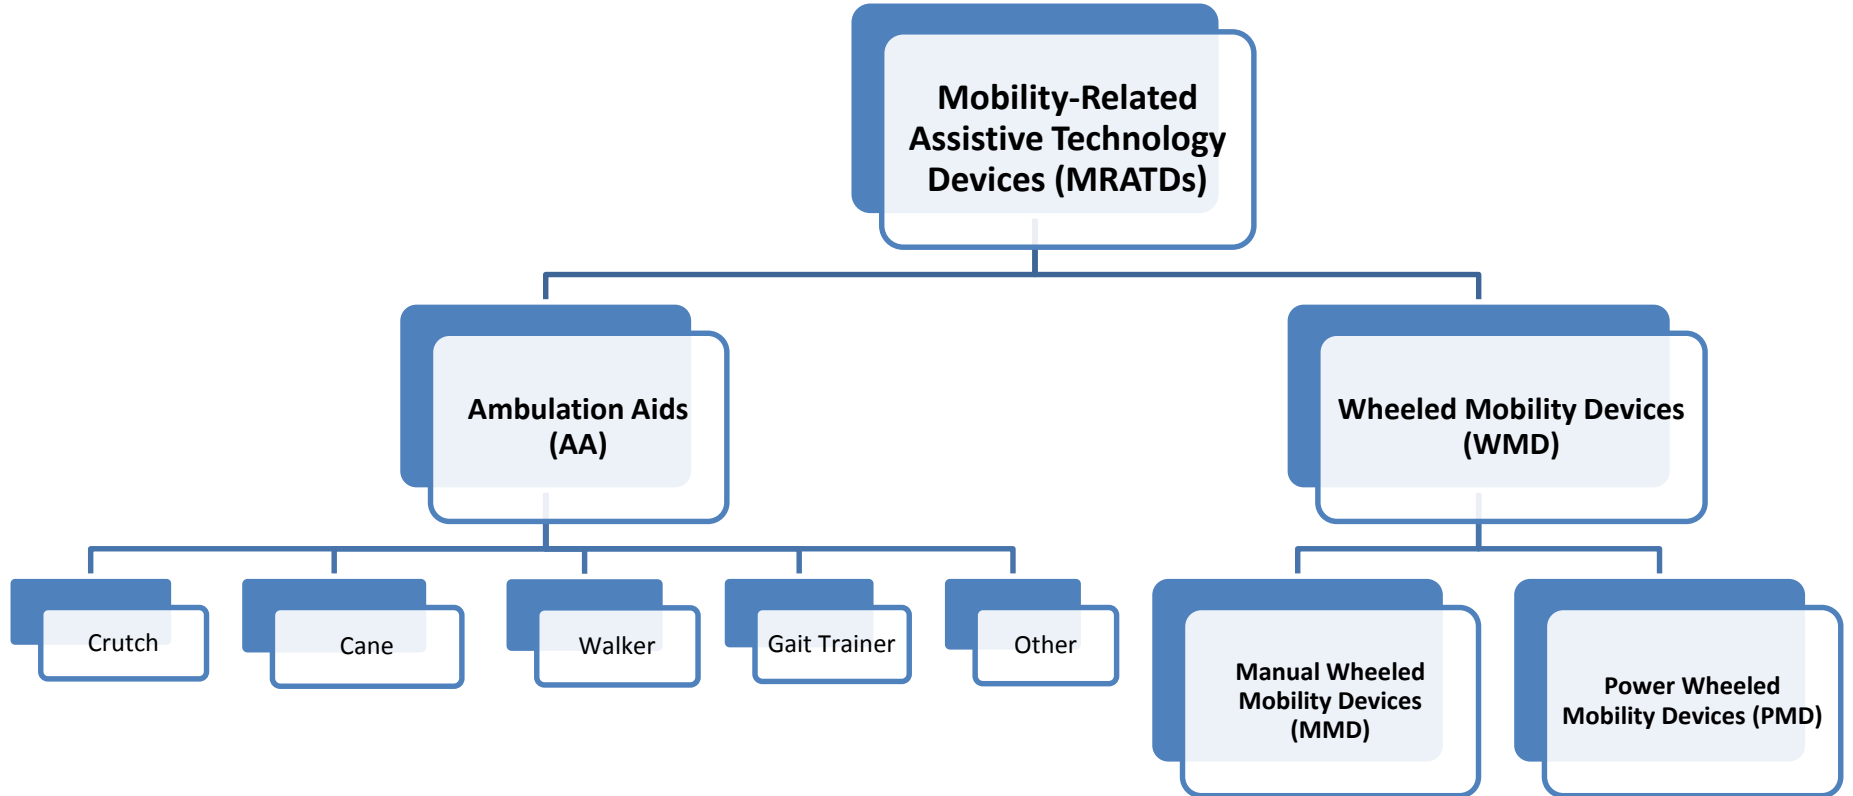 Mobility-Related
Assistive Technology
Devices (MRATDs)
Ambulation Aids
(AA)
Wheeled Mobility Devices
(WMD)
Crutch
Cane
Walker
Gait Trainer
Other
Manual Wheeled
Mobility Devices
(MMD)
Power Wheeled
Mobility Devices (PMD)